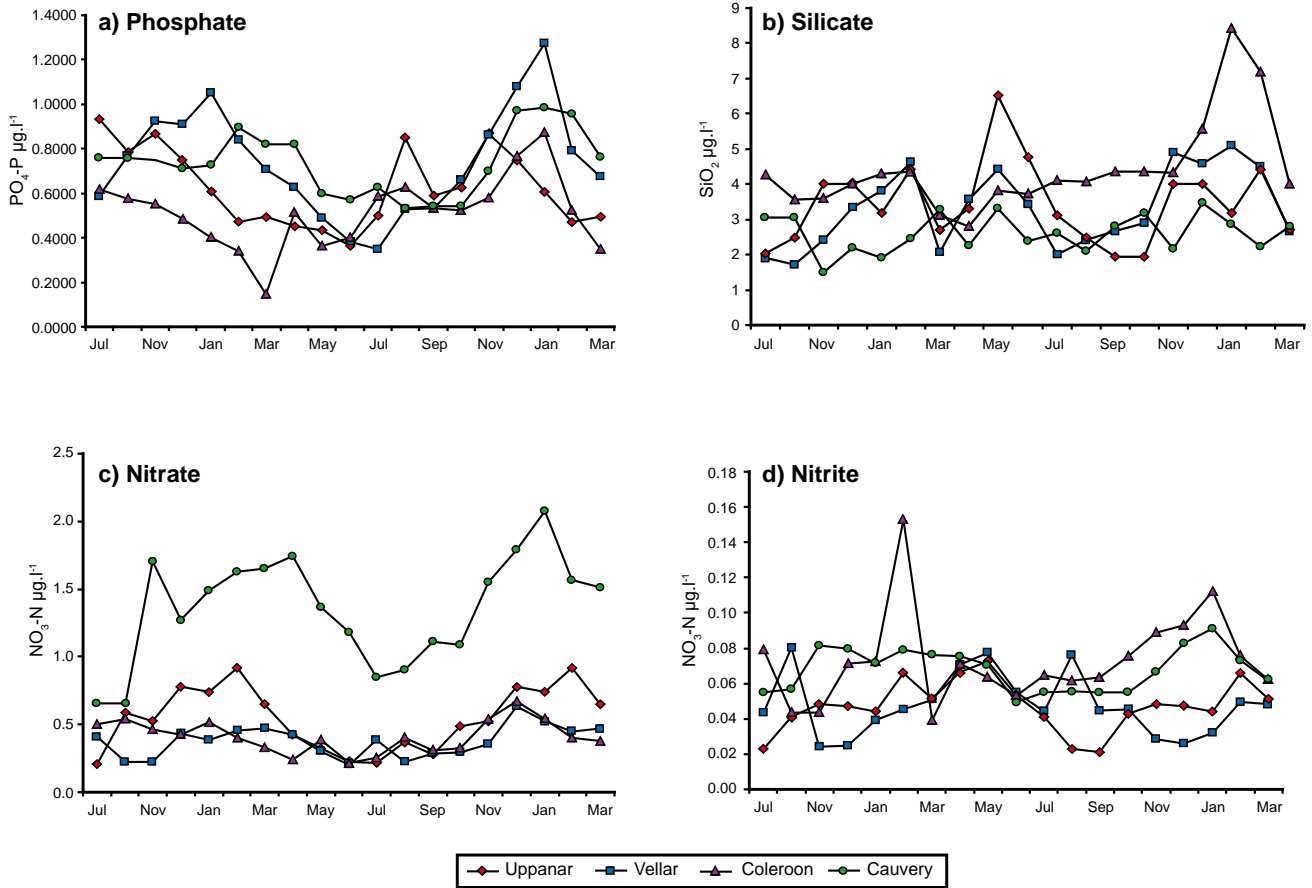 a) Phosphate
PO4-P µg.l-1
1.4000
1.2000
1.0000
0.8000
0.6000
0.4000
0.2000
0.0000
Jul Nov Jan Mar May Jul Sep Nov Jan Mar
b) Silicate
SiO2 µg.l-1
9
8
7
6
5
4
3
2
1
0
Jul Nov Jan Mar May Jul Sep Nov Jan Mar
c) Nitrate
NO3-N µg.l-1
2.5
2.0
1.5
1.0
0.5
0.0
Jul Nov Jan Mar May Jul Sep Nov Jan Mar
d) Nitrite
NO3-N µg.l-1
0.18
0.16
0.14
0.12
0.10
0.08
0.06
0.04
0.02
0.00
Jul Nov Jan Mar May Jul Sep Nov Jan Mar
Uppanar Vellar Coleroon Cauvery